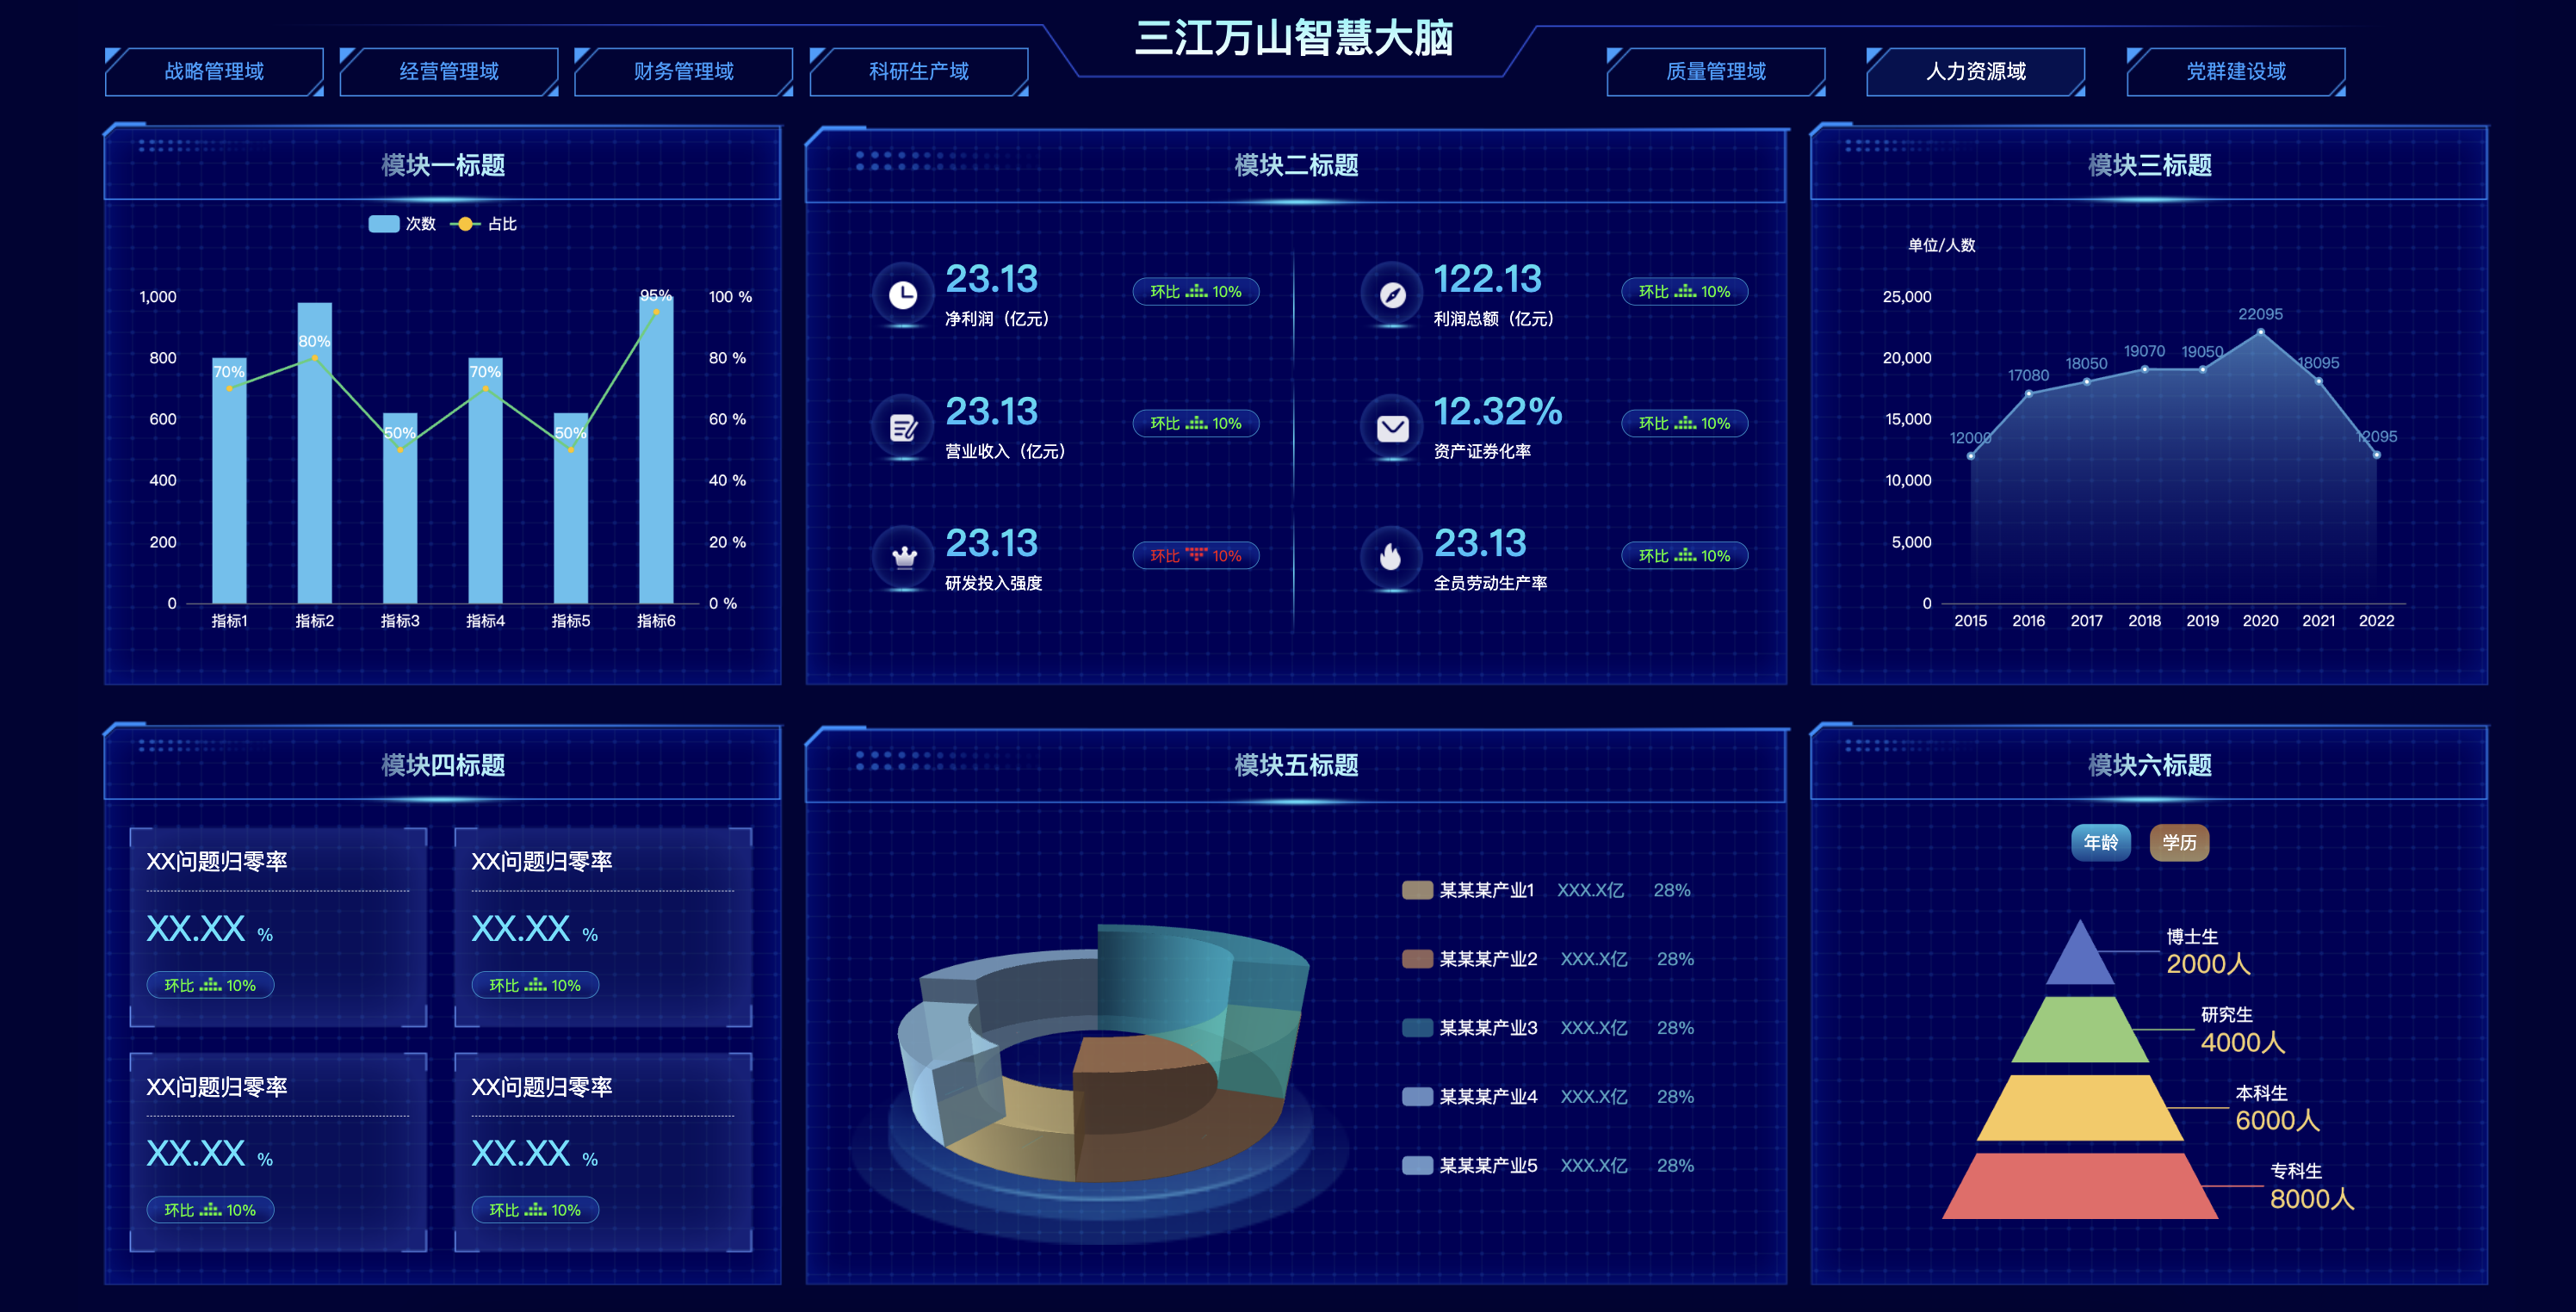 三江万山智慧大脑
战略管理域
经营管理域
财务管理域
科研生产域
质量管理域
人力资源域
党群建设域
模块一标题
次数 占比
1,000 95% 100 %
800 80% 80 %
70% 70%
600 50% 50% 60 %
400 40 %
200 20 %
0 0 %
指标1 指标2 指标3 指标4 指标5 指标6
模块二标题
23.13
净利润（亿元）
环比 10%
122.13
利润总额（亿元）
环比 10%
23.13
营业收入（亿元）
环比 10%
12.32%
资产证券化率
环比 10%
23.13
研发投入强度
环比 10%
23.13
全员劳动生产率
环比 10%
模块三标题
单位/人数
25,000
22095
20,000
17080 18050 19070 19050 18095
15,000
12000 12095
10,000
5,000
0
2015 2016 2017 2018 2019 2020 2021 2022
模块四标题
XX问题归零率
XX.XX %
环比 10%
XX问题归零率
XX.XX %
环比 10%
XX问题归零率
XX.XX %
环比 10%
XX问题归零率
XX.XX %
环比 10%
模块五标题
某某某产业1 XXX.X亿 28%
某某某产业2 XXX.X亿 28%
某某某产业3 XXX.X亿 28%
某某某产业4 XXX.X亿 28%
某某某产业5 XXX.X亿 28%
模块六标题
年龄 学历
博士生
2000人
研究生
4000人
本科生
6000人
专科生
8000人